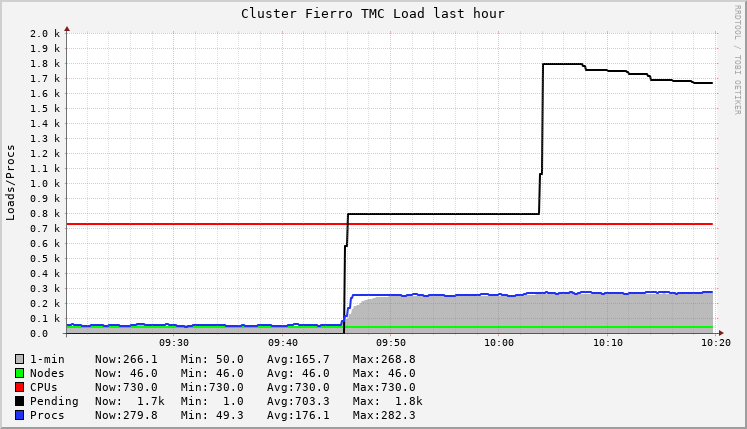 Cluster Fierro TMC Load last hour
RRDTOOL / TOBI OETIKER
Loads/Procs
2.0 k
1.9 k
1.8 k
1.7 k
1.6 k
1.5 k
1.4 k
1.3 k
1.2 k
1.1 k
1.0 k
0.9 k
0.8 k
0.7 k
0.6 k
0.5 k
0.4 k
0.3 k
0.2 k
0.1 k
0.0
09:30 09:40 09:50 10:00 10:10 10:20
1-min Now:266.1 Min: 50.0 Avg:165.7 Max:268.8
Nodes Now: 46.0 Min: 46.0 Avg: 46.0 Max: 46.0
CPUs Now:730.0 Min:730.0 Avg:730.0 Max:730.0
Pending Now: 1.7k Min: 1.0 Avg:703.3 Max: 1.8k
Procs Now:279.8 Min: 49.3 Avg:176.1 Max:282.3